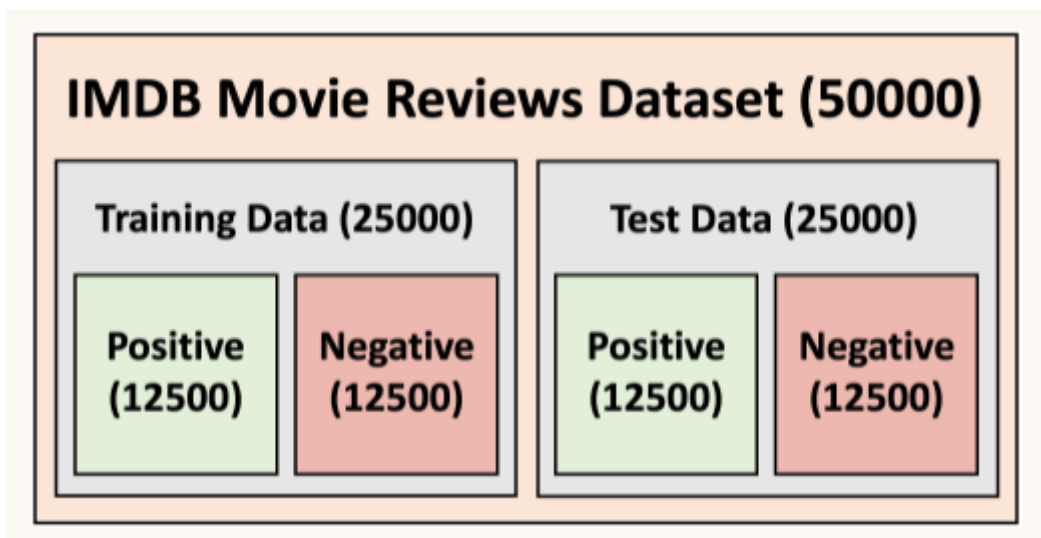 IMDB Movie Reviews Dataset (50000)
Training Data (25000)
Test Data (25000)
Positive
(12500)
Negative
(12500)
Positive
(12500)
Negative
(12500)